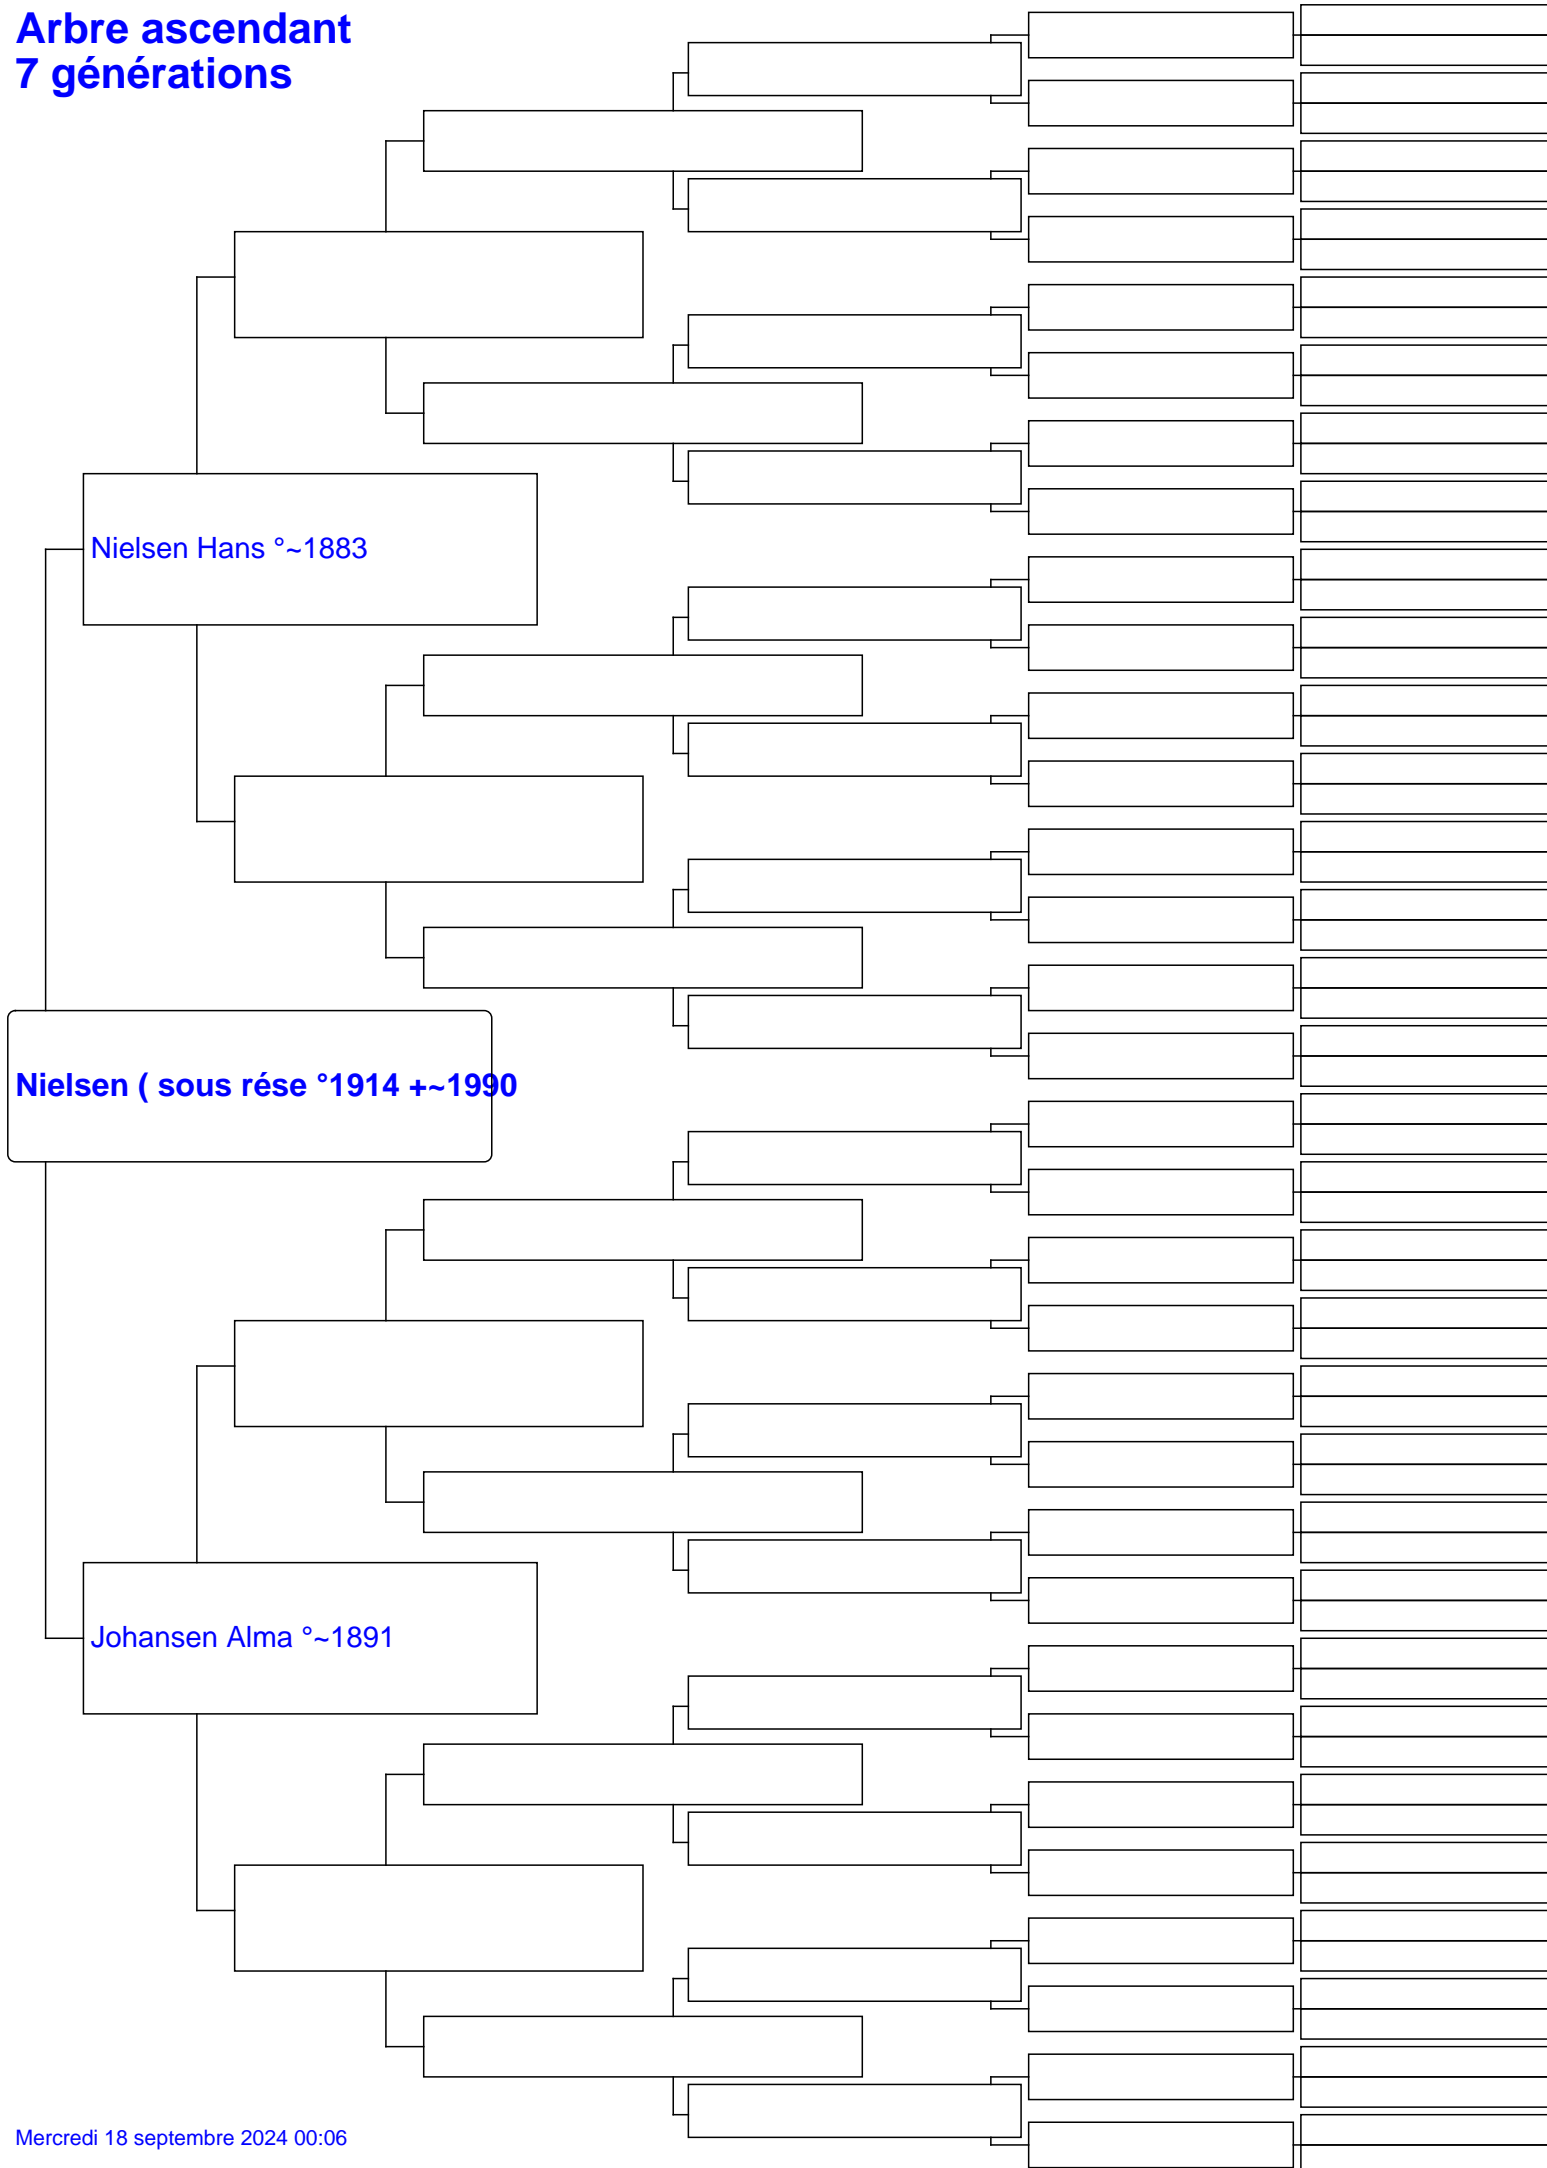 Arbre ascendant
7 générations
Nielsen Hans °~1883
Nielsen ( sous rése °1914 +~1990
Johansen Alma °~1891
Mercredi 18 septembre 2024 00:06